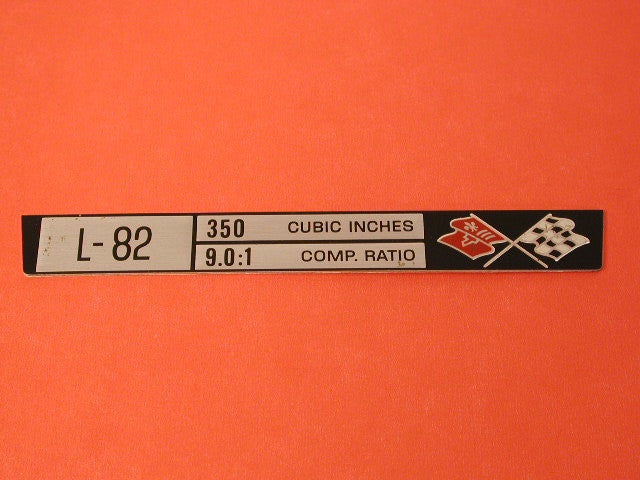 L-82
350 CUBIC INCHES
9.0:1 COMP. RATIO